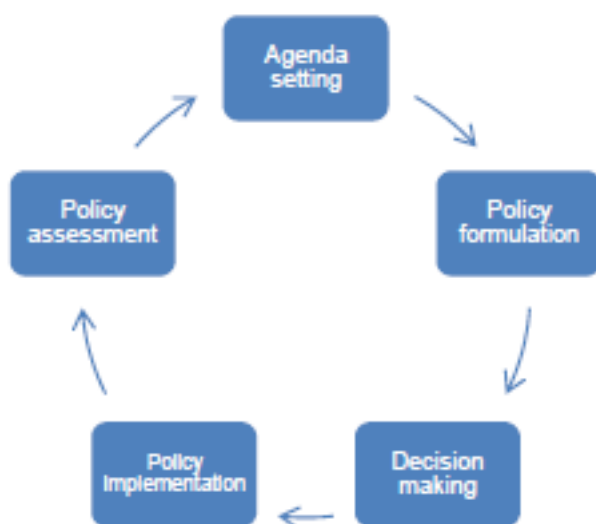 Agenda
setting
Policy
formulation
Decision
making
Policy
Implementation
Policy
assessment